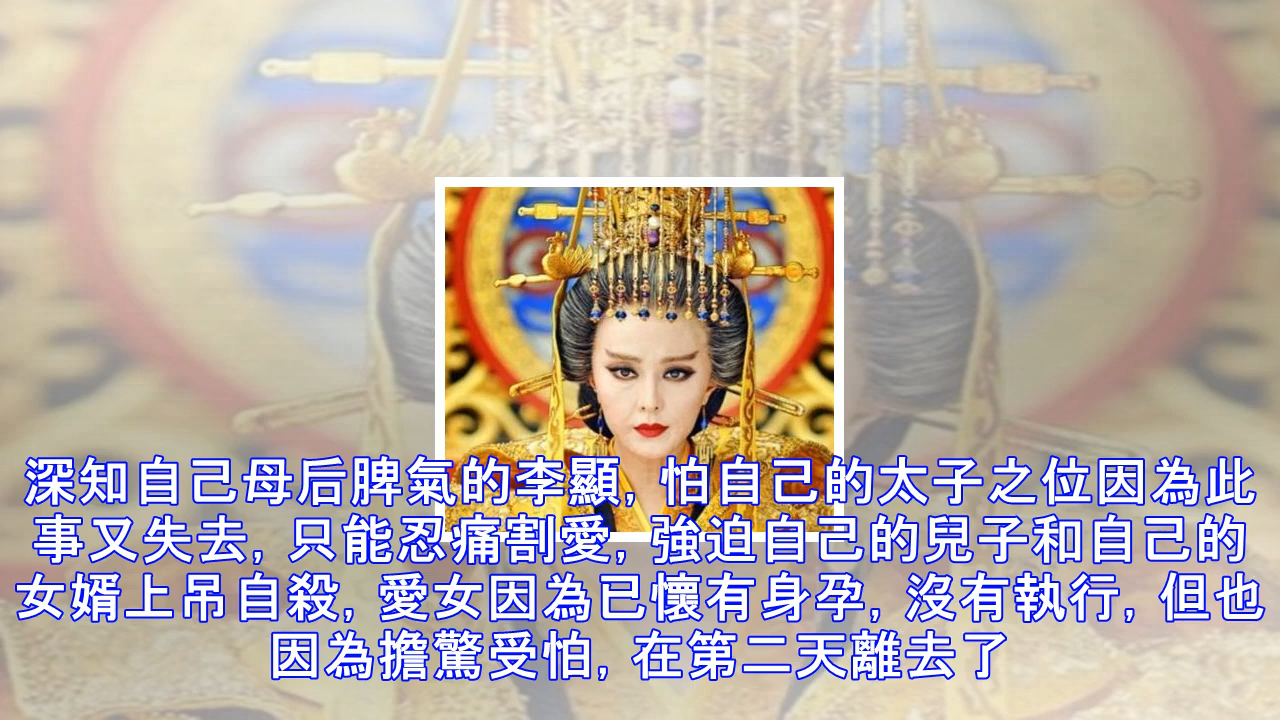 深知自己母后脾氣的李顯, 怕自己的太子之位因為此
事又失去, 只能忍痛割愛, 強迫自己的兒子和自己的
女婿上吊自殺, 愛女因為已懷有身孕, 沒有執行, 但也
因為擔驚受怕, 在第二天離去了